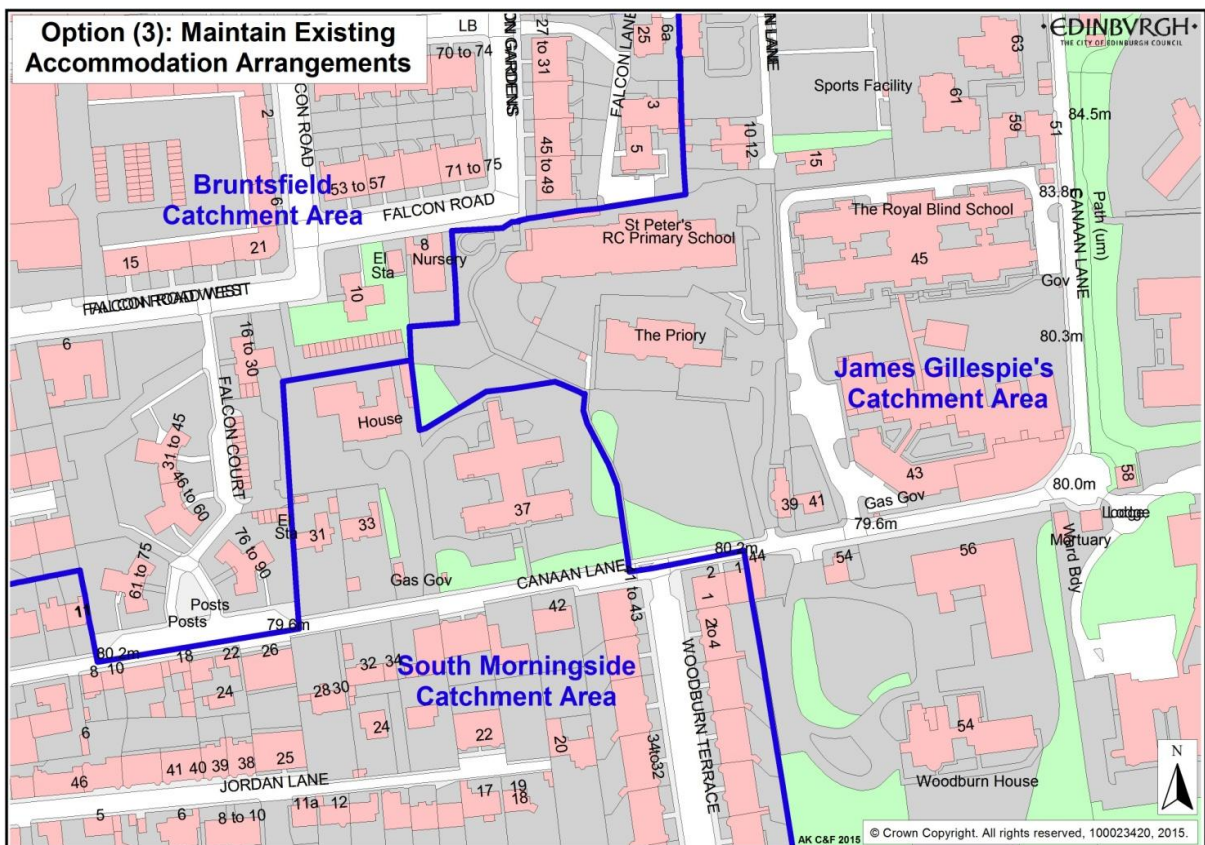 Option (3): Maintain Existing
Accommodation Arrangements
·EDINBVRGH·
THE CITY OF EDINBURGH COUNCIL
LB
70 to 74
27 to 31
25
6a
63
FALCON LANE
Sports Facility
61
84.5m
CON ROAD
ON GARDENS
2
3
59
51
10 12
5
15
45 to 49
Bruntsfield
Catchment Area
53 to 57
71 to 75
6
FALCON ROAD
83.8m
CANAAN LANE
Path (um)
The Royal Blind School
St Peter's
RC Primary School
21
15
8
Nursery
El
Sta
45
10
Gov
FALCON ROAD WEST
The Priory
80.3m
6
16 to 30
James Gillespie's
Catchment Area
FALCON COURT
House
31 to 45
46 to 60
43
58
80.0m
37
39
41
Gas Gov
79.6m
El
Sta
31
33
Lodge
Mortuary
Ward Bdy
76 to 90
61 to 75
80.2m
44
54
56
Gas Gov
CANAAN LANE
1 to 43
2
1
1
2 to 4
11
Posts
Posts
42
79.6m
80.2m
8
10
18
22
26
32
34
South Morningside
Catchment Area
WOODBURN TERRACE
24
28
30
24
6
22
20
34to32
54
25
41
40
39
38
46
JORDAN LANE
Woodburn House
N
17
19
18
11a
12
5
6
8 to 10
AK C&F 2015
© Crown Copyright. All rights reserved, 100023420, 2015.